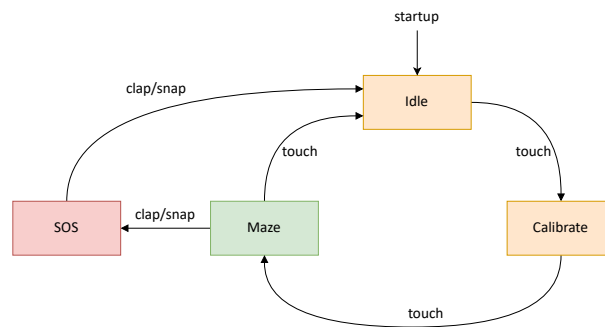 startup
clap/snap
Idle
touch
touch
clap/snap
SOS
Maze
Calibrate
touch